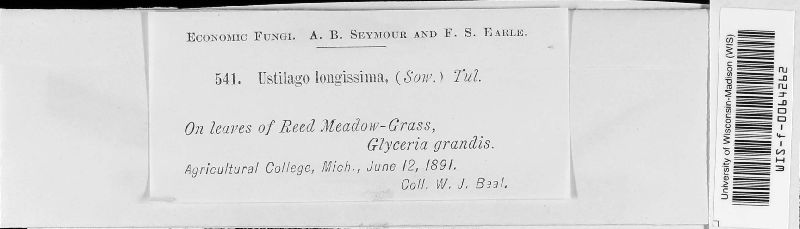 Economic Fungi. A. B. Seymour and F. S. Earle.
541. Ustilago longissima, (Sow.) Tul.
On leaves of Reed Meadow-Grass,
Glyceria grandis.
Agricultural College, Mich., June 12, 1891.
Coll. W. J. Beal.
University of Wisconsin-Madison (WIS)
WIS-f-0064262